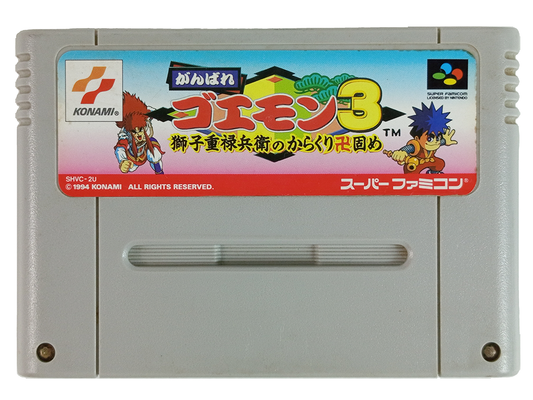 KONAMI®
がんばれ
ゴエモン3
TM
獅子重禄兵衛のからくり卍固め
SUPER FAMICOM
LICENSED BY NINTENDO
SHVC-2U
©1994 KONAMI ALL RIGHTS RESERVED.
スーパーファミコン®